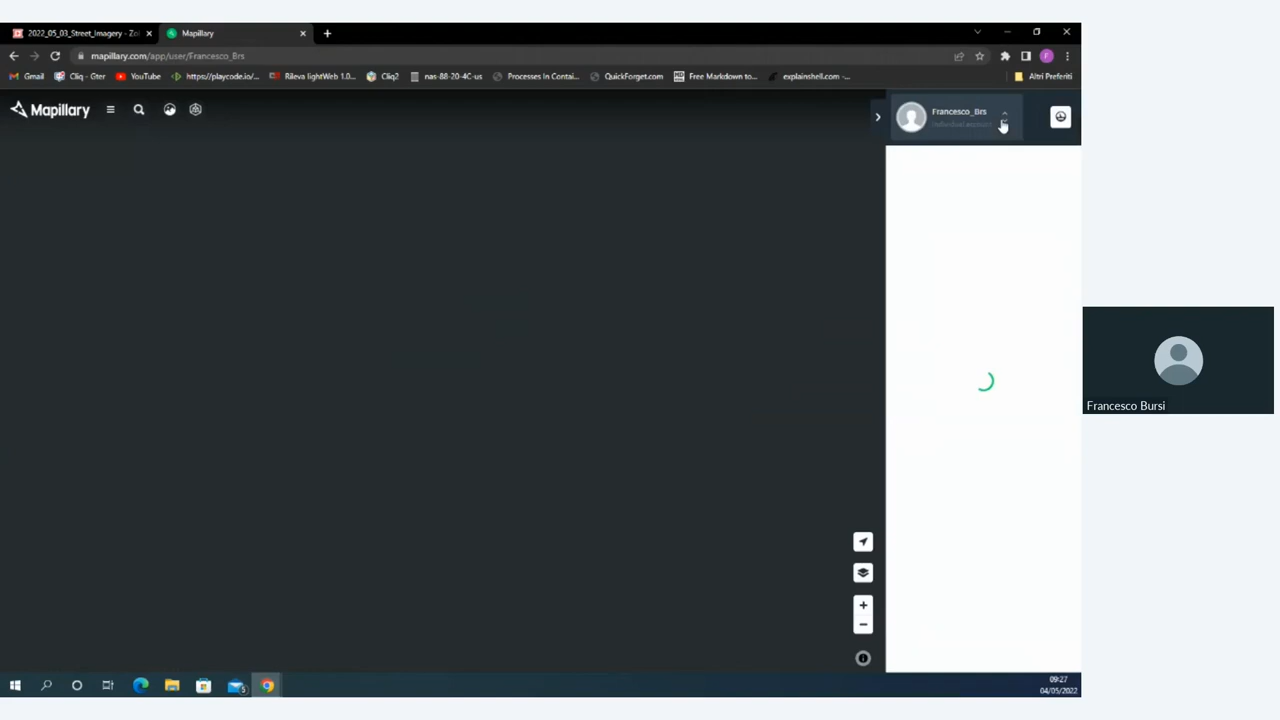 2022_05_03_Street_Imagery - Zo
Mapillary
mapillary.com/app/user/Francesco_Brs
Gmail
Cliq - Gter
YouTube
https://playcode.io/...
Rileva lightWeb 1.0...
Cliq2
nas-88-20-4C-us
Processes In Contai...
QuickForget.com
Free Markdown to...
explainshell.com -...
Altri Preferiti
Mapillary
Francesco_Brs
Francesco Bursi
09:27
04/05/2022